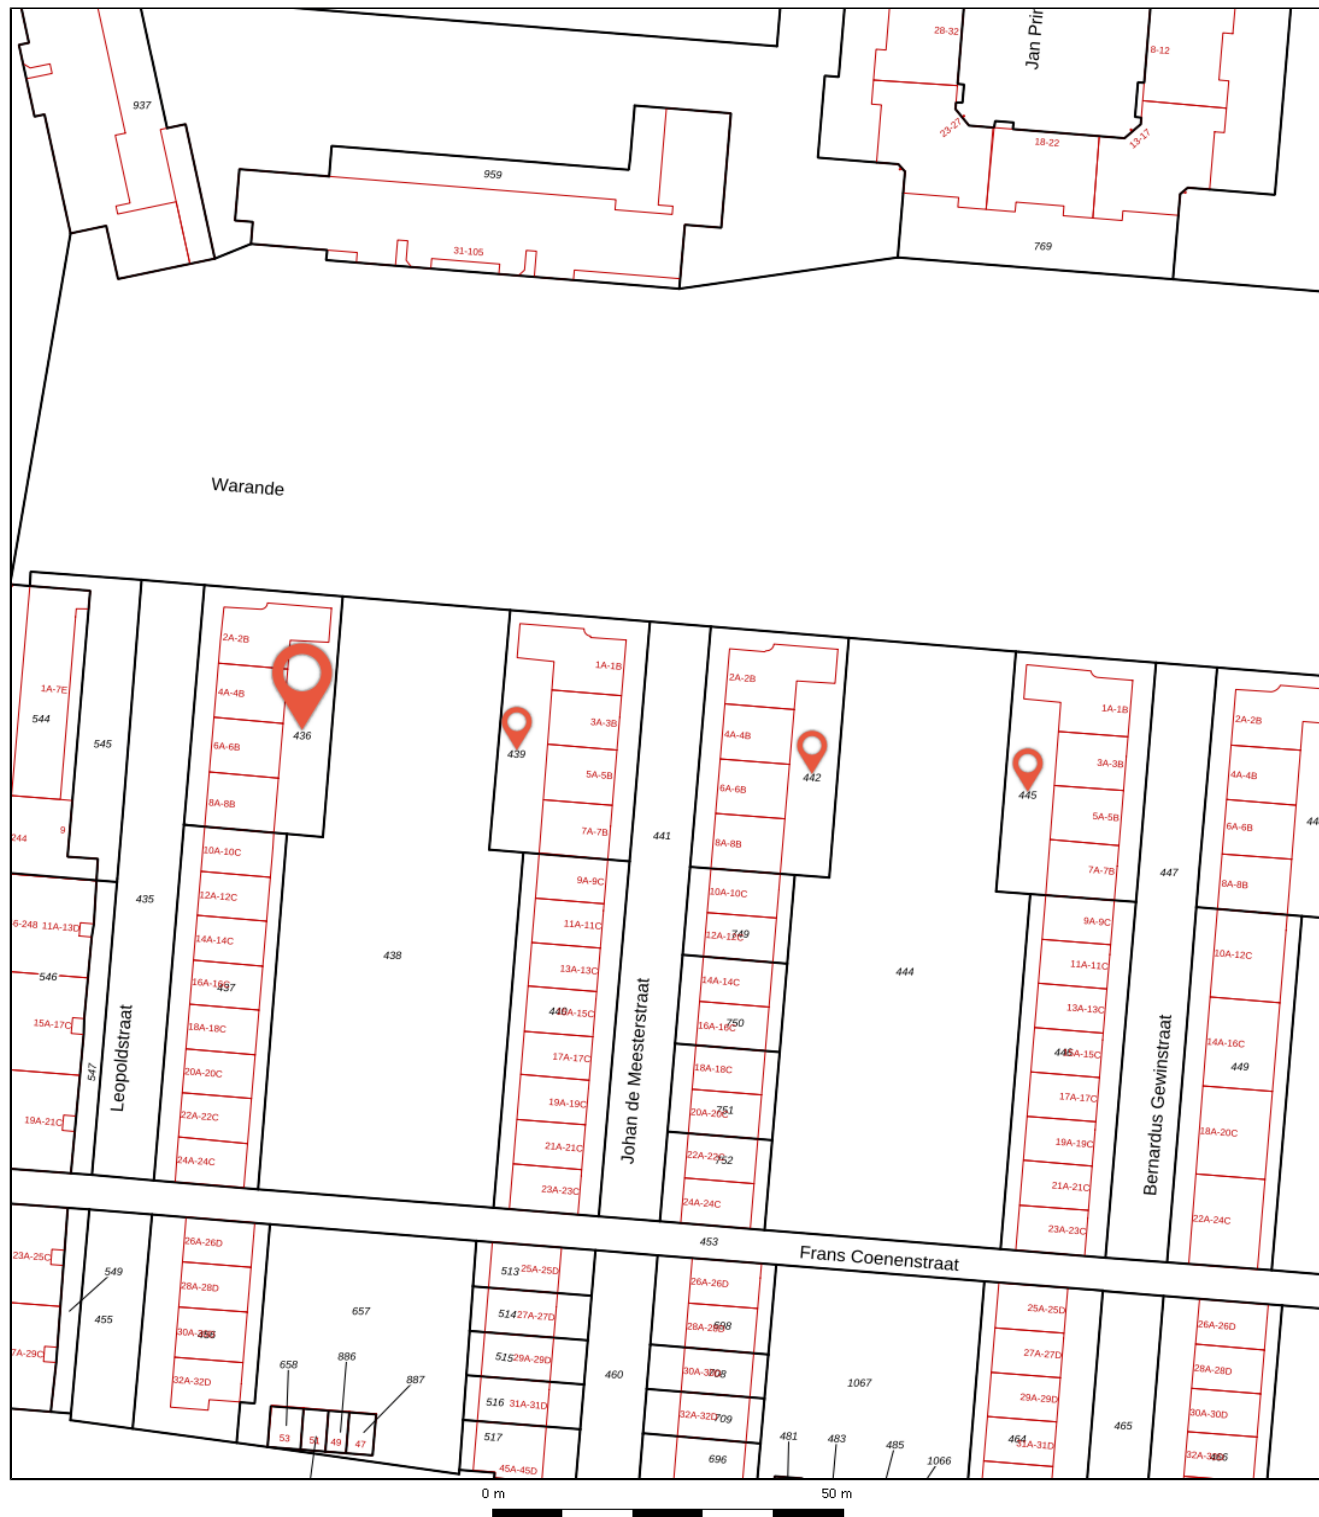 Jan Prin
28-32
8-12
937
23-27
18-22
13-17
959
31-105
769
Warande
2A-2B
4A-4B
436
6A-6B
8A-8B
1A-1B
3A-3B
439
5A-5B
7A-7B
2A-2B
4A-4B
442
6A-6B
8A-8B
1A-1B
3A-3B
445
5A-5B
7A-7B
2A-2B
4A-4B
6A-6B
8A-8B
1A-7E
544
545
9
244
441
447
435
438
444
10A-10C
12A-12C
14A-14C
437
18A-18C
20A-20C
22A-22C
24A-24C
9A-9C
11A-11C
13A-13C
17A-17C
19A-19C
21A-21C
23A-23C
10A-10C
749
14A-14C
750
18A-18C
751
752
24A-24C
9A-9C
11A-11C
13A-13C
17A-17C
19A-19C
21A-21C
23A-23C
10A-12C
14A-16C
449
18A-20C
22A-24C
6-248
11A-13D
546
15A-17C
547
19A-21C
Leopoldstraat
Johan de Meesterstraat
Bernardus Gewinstraat
453
Frans Coenenstraat
23A-25C
549
455
7A-29C
26A-26D
28A-28D
456
32A-32D
657
658
886
887
53
51
49
47
513
25A-25D
514
27A-27D
515
29A-29D
516
31A-31D
517
45A-45D
460
26A-26D
698
708
709
696
1067
481
483
485
1066
25A-25D
27A-27D
29A-29D
464
31A-31D
465
26A-26D
28A-28D
30A-30D
466
0 m
50 m